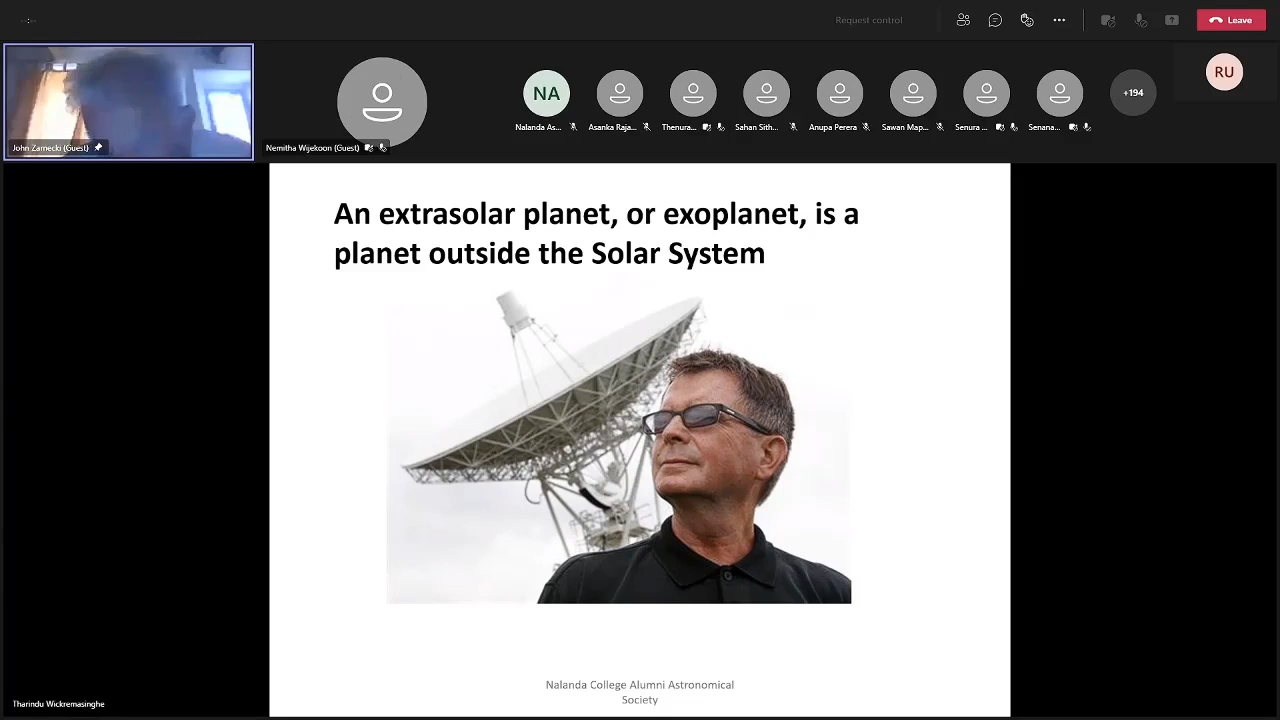 Request control
Leave
John Zarnecki (Guest)
Nemitha Wijekoon (Guest)
NA
+194
RU
Nalanda As...
Asanka Raja...
Thenura...
Sahan Sith...
Anupa Perera
Sawan Map...
Senura ...
Senana...
An extrasolar planet, or exoplanet, is a
planet outside the Solar System
Nalanda College Alumni Astronomical
Society
Tharindu Wickremasinghe